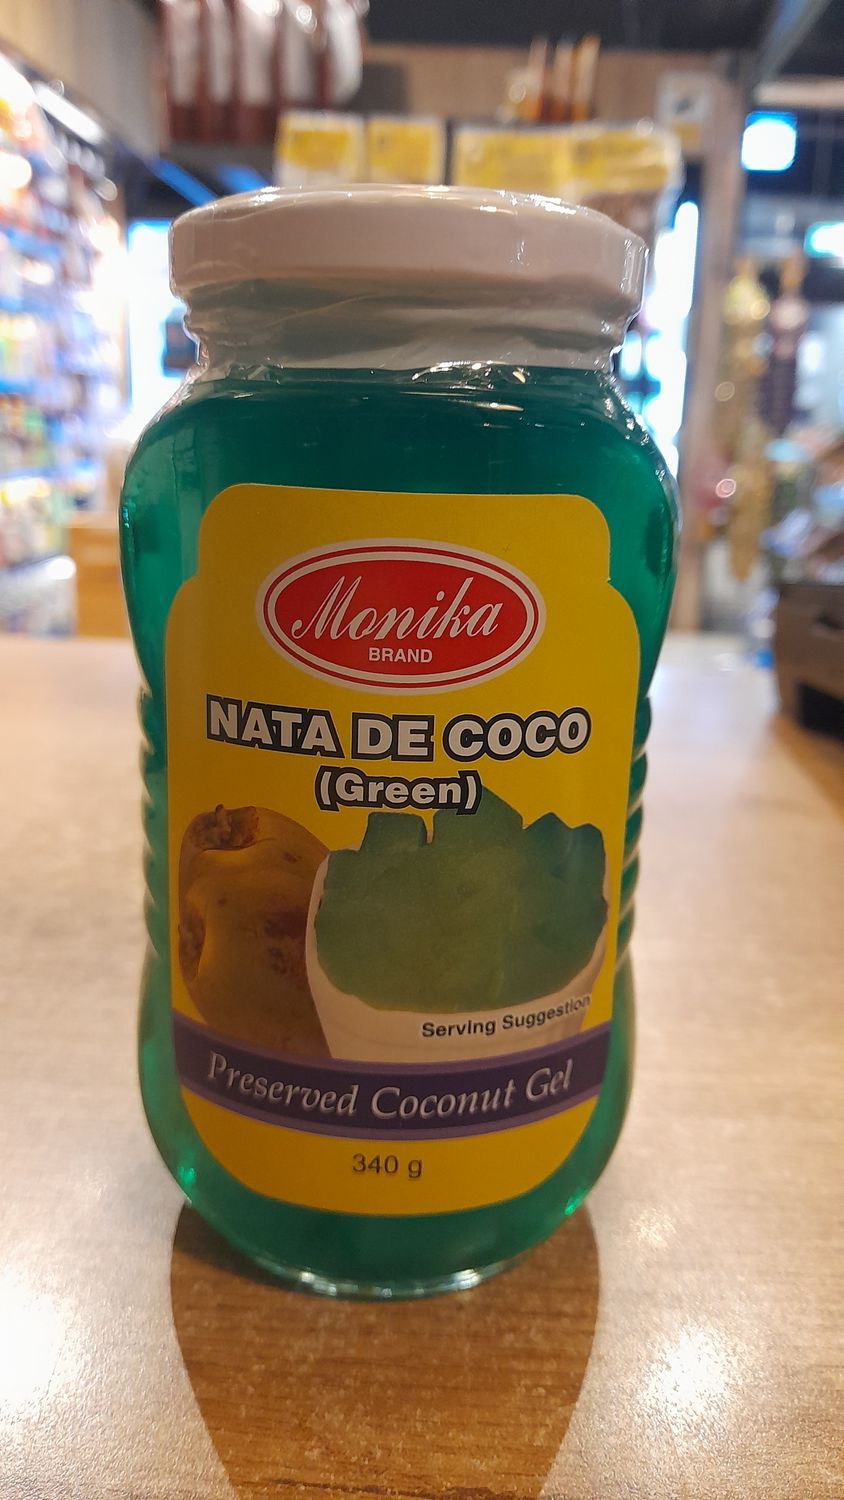 Monika
BRAND
NATA DE COCO
(Green)
Serving Suggestion
Preserved Coconut Gel
340 g